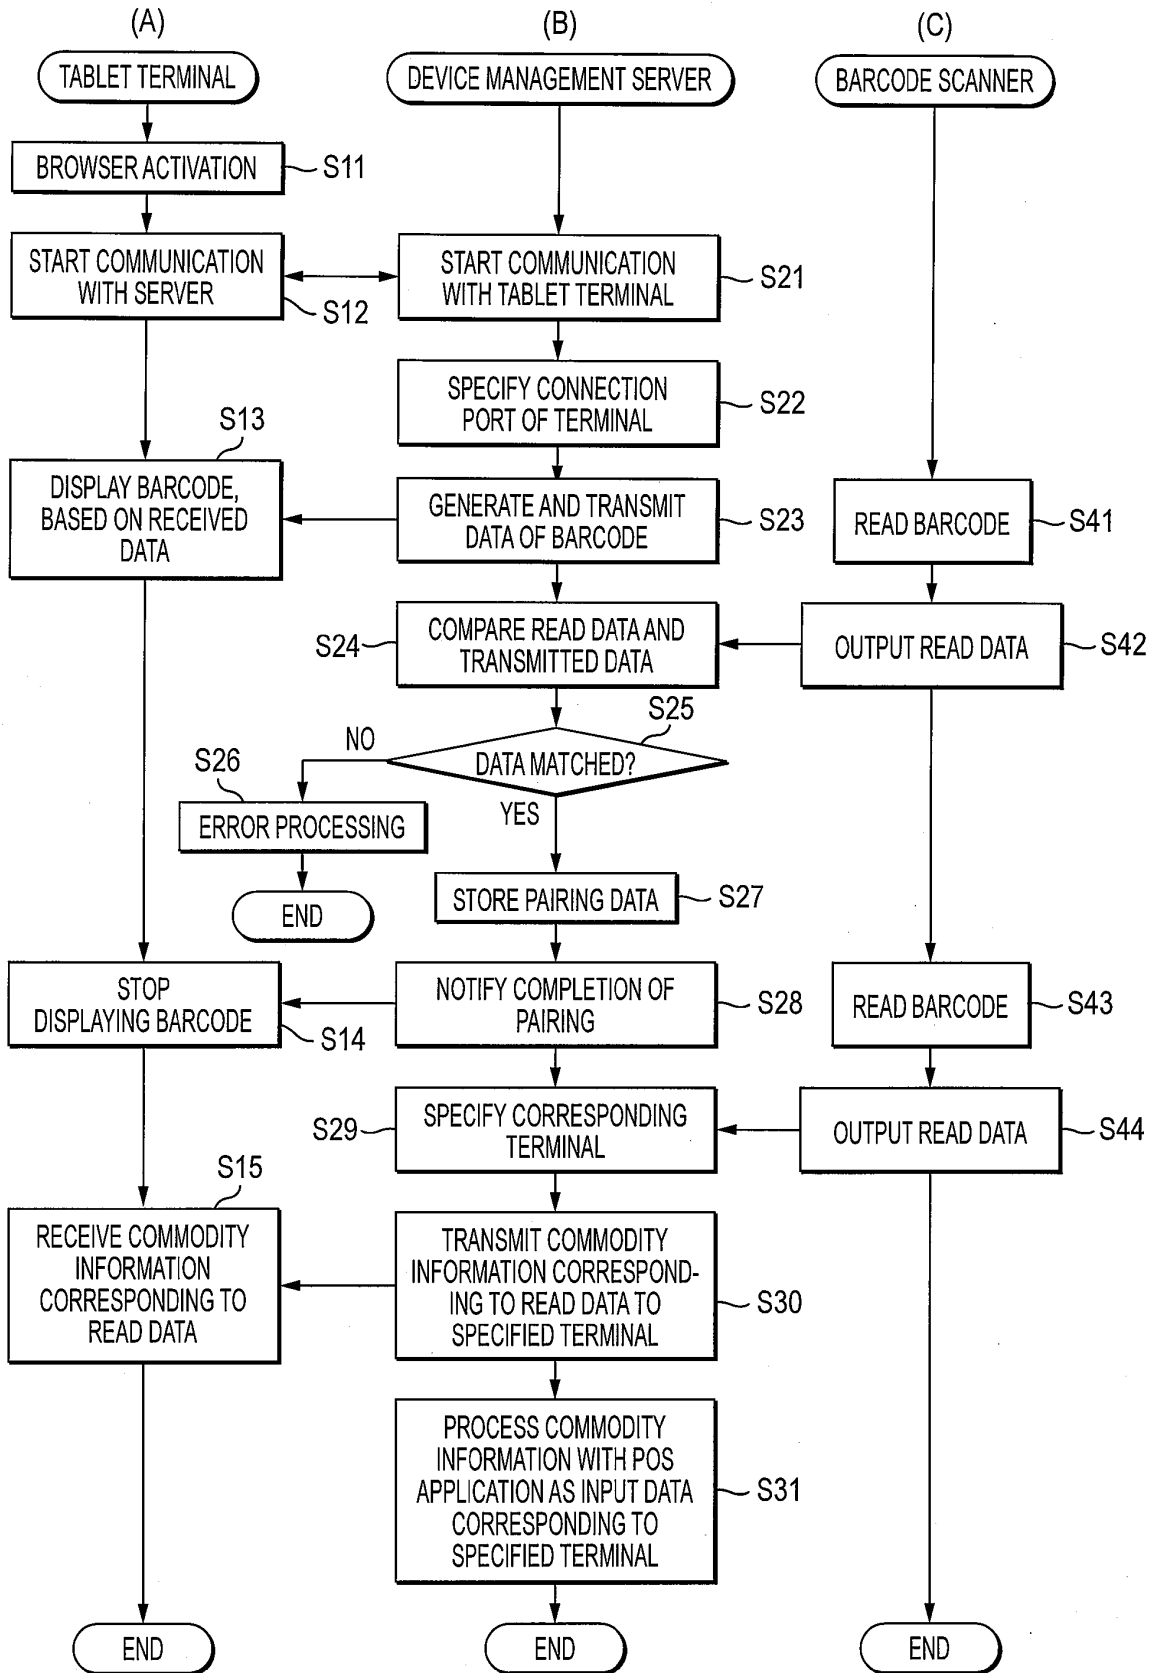 (A)
(B)
(C)
TABLET TERMINAL
DEVICE MANAGEMENT SERVER
BARCODE SCANNER
BROWSER ACTIVATION
S11
START COMMUNICATION
WITH SERVER
S12
START COMMUNICATION
WITH TABLET TERMINAL
S21
SPECIFY CONNECTION
PORT OF TERMINAL
S22
S13
DISPLAY BARCODE,
BASED ON RECEIVED
DATA
GENERATE AND TRANSMIT
DATA OF BARCODE
S23
READ BARCODE
S41
S24
COMPARE READ DATA AND
TRANSMITTED DATA
OUTPUT READ DATA
S42
S25
DATA MATCHED?
NO
YES
S26
ERROR PROCESSING
END
STORE PAIRING DATA
S27
STOP
DISPLAYING BARCODE
S14
NOTIFY COMPLETION OF
PAIRING
S28
READ BARCODE
S43
S29
SPECIFY CORRESPONDING
TERMINAL
OUTPUT READ DATA
S44
S15
RECEIVE COMMODITY
INFORMATION
CORRESPONDING TO
READ DATA
TRANSMIT COMMODITY
INFORMATION CORRESPOND-
ING TO READ DATA TO
SPECIFIED TERMINAL
S30
PROCESS COMMODITY
INFORMATION WITH POS
APPLICATION AS INPUT DATA
CORRESPONDING TO
SPECIFIED TERMINAL
S31
END
END
END